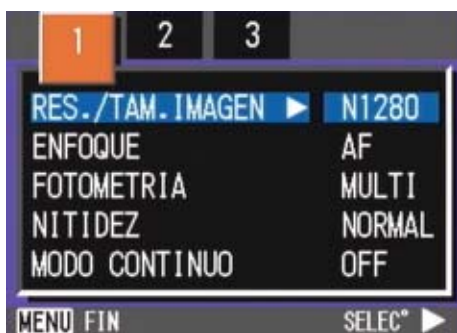 1 2 3
RES./TAM.IMAGEN ▶ N1280
ENFOQUE AF
FOTOMETRIA MULTI
NITIDEZ NORMAL
MODO CONTINUO OFF
MENU FIN SELEC° ▶